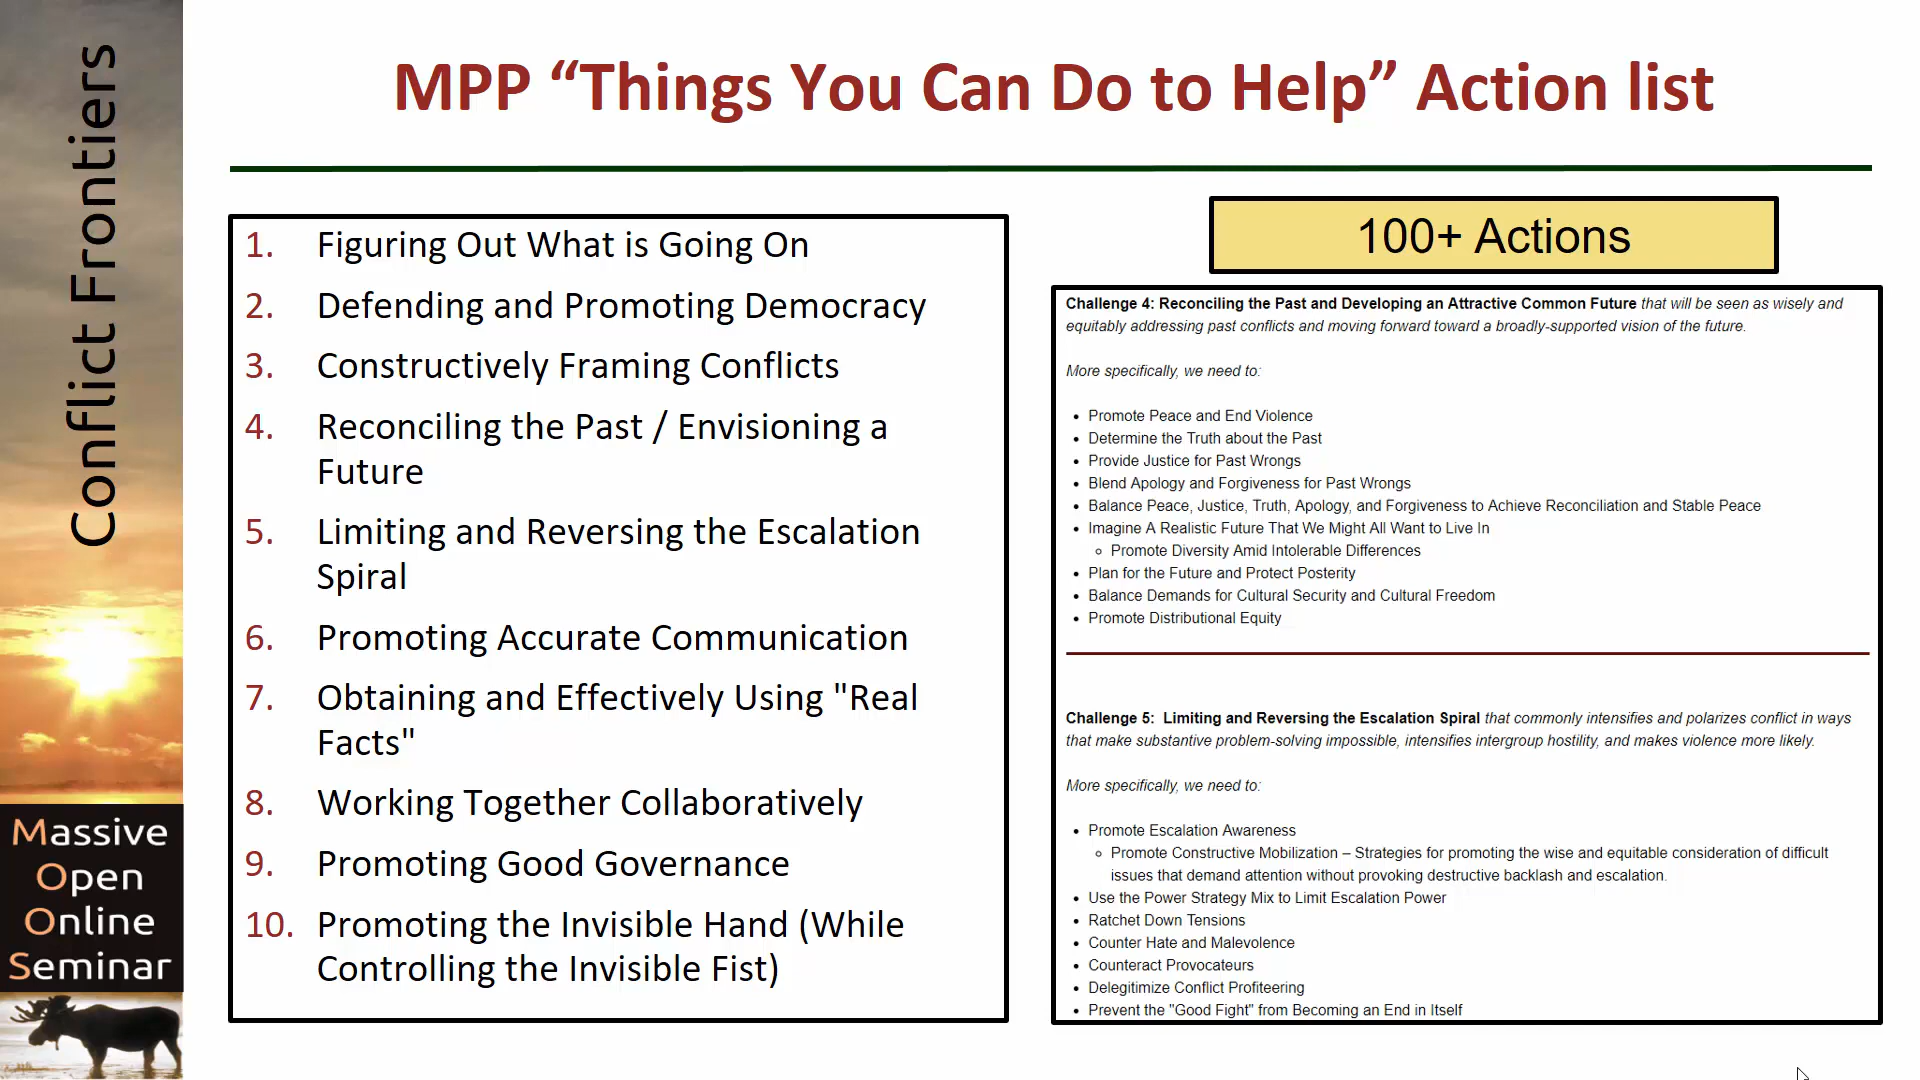 Conflict Frontiers
Massive
Open
Online
Seminar
MPP “Things You Can Do to Help” Action list
1. Figuring Out What is Going On
2. Defending and Promoting Democracy
3. Constructively Framing Conflicts
4. Reconciling the Past / Envisioning a
Future
5. Limiting and Reversing the Escalation
Spiral
6. Promoting Accurate Communication
7. Obtaining and Effectively Using "Real
Facts"
8. Working Together Collaboratively
9. Promoting Good Governance
10. Promoting the Invisible Hand (While
Controlling the Invisible Fist)
100+ Actions
Challenge 4: Reconciling the Past and Developing an Attractive Common Future that will be seen as wisely and
equitably addressing past conflicts and moving forward toward a broadly-supported vision of the future.
More specifically, we need to:
• Promote Peace and End Violence
• Determine the Truth about the Past
• Provide Justice for Past Wrongs
• Blend Apology and Forgiveness for Past Wrongs
• Balance Peace, Justice, Truth, Apology, and Forgiveness to Achieve Reconciliation and Stable Peace
• Imagine A Realistic Future That We Might All Want to Live In
◦ Promote Diversity Amid Intolerable Differences
• Plan for the Future and Protect Posterity
• Balance Demands for Cultural Security and Cultural Freedom
• Promote Distributional Equity
Challenge 5: Limiting and Reversing the Escalation Spiral that commonly intensifies and polarizes conflict in ways
that make substantive problem-solving impossible, intensifies intergroup hostility, and makes violence more likely.
More specifically, we need to:
• Promote Escalation Awareness
◦ Promote Constructive Mobilization – Strategies for promoting the wise and equitable consideration of difficult
issues that demand attention without provoking destructive backlash and escalation.
• Use the Power Strategy Mix to Limit Escalation Power
• Ratchet Down Tensions
• Counter Hate and Malevolence
• Counteract Provocateurs
• Delegitimize Conflict Profiteering
• Prevent the "Good Fight" from Becoming an End in Itself